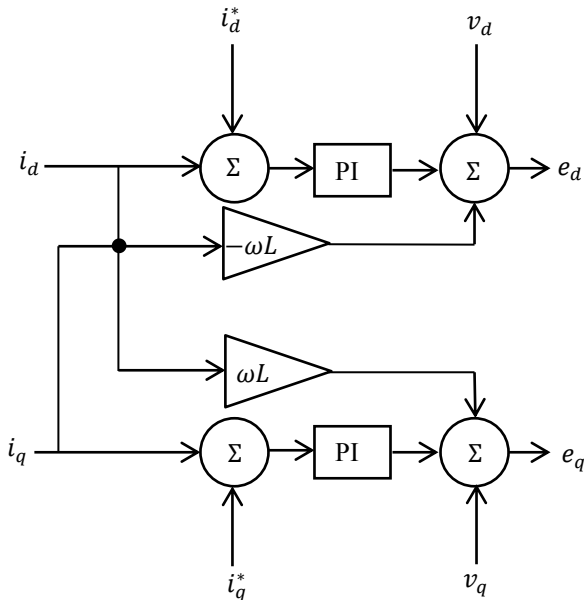 i_d^* v_d
i_d Σ PI Σ e_d
−ωL
ωL
i_q Σ PI Σ e_q
i_q^* v_q